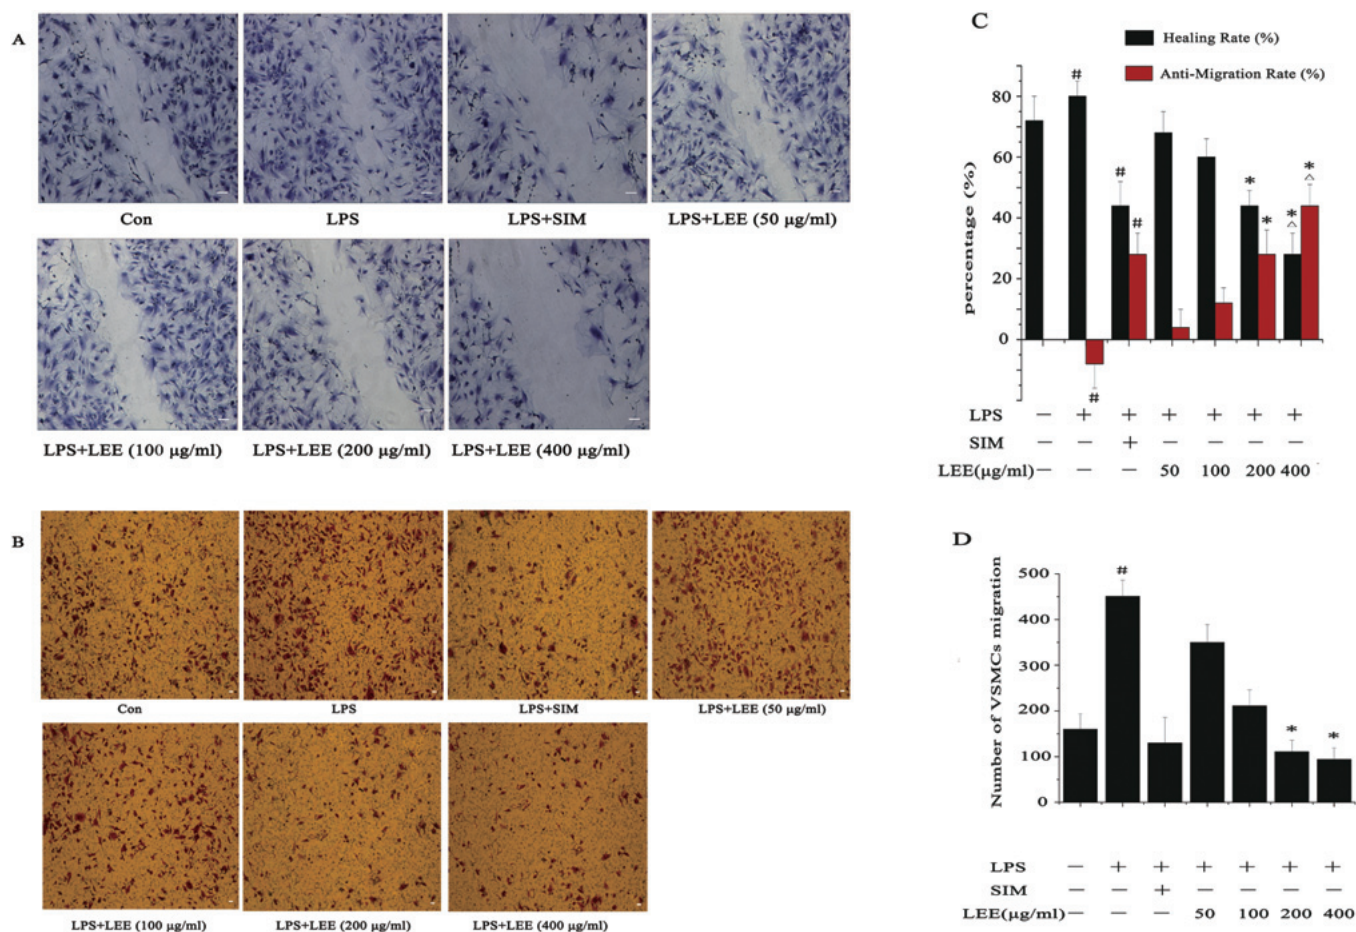 A
Con
LPS
LPS+SIM
LPS+LEE (50 µg/ml)
LPS+LEE (100 µg/ml)
LPS+LEE (200 µg/ml)
LPS+LEE (400 µg/ml)
B
Con
LPS
LPS+SIM
LPS+LEE (50 µg/ml)
LPS+LEE (100 µg/ml)
LPS+LEE (200 µg/ml)
LPS+LEE (400 µg/ml)
C
Healing Rate (%)
Anti-Migration Rate (%)
percentage (%)
80
60
40
20
0
# # # # * * * ^ * ^
LPS − + + + + + +
SIM − − + − − − −
LEE(µg/ml) − − − 50 100 200 400
D
Number of VSMCs migration
500
400
300
200
100
0
# * *
LPS − + + + + + +
SIM − − + − − − −
LEE(µg/ml) − − − 50 100 200 400